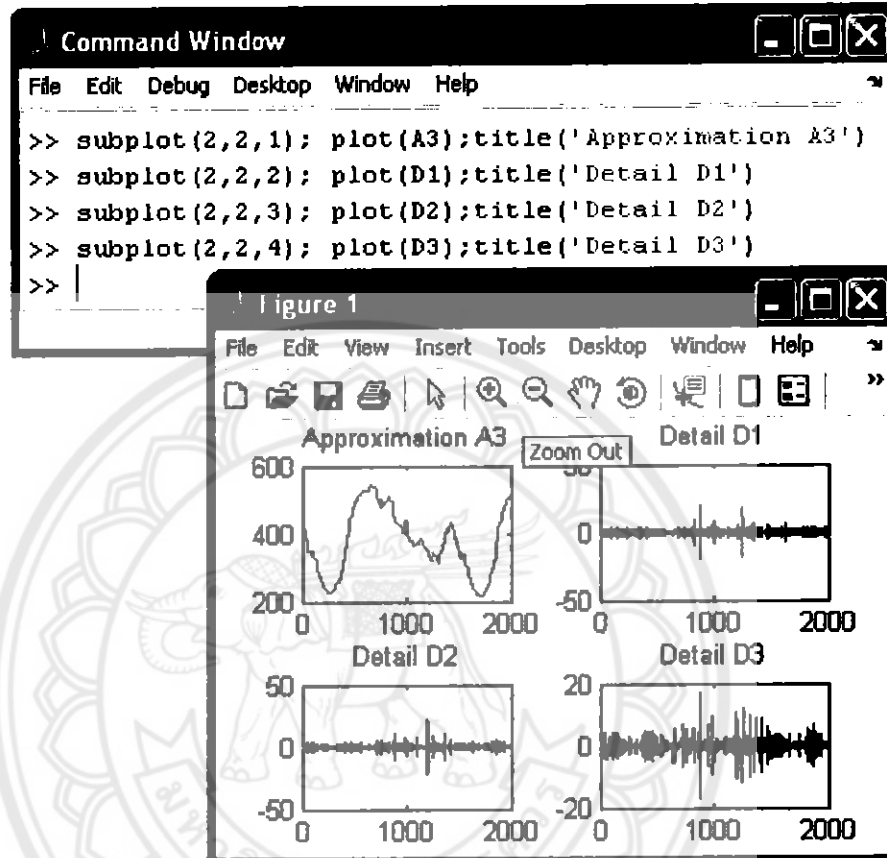 Command Window
File Edit Debug Desktop Window Help
>> subplot(2,2,1); plot(A3);title('Approximation A3')
>> subplot(2,2,2); plot(D1);title('Detail D1')
>> subplot(2,2,3); plot(D2);title('Detail D2')
>> subplot(2,2,4); plot(D3);title('Detail D3')
>>
Figure 1
File Edit View Insert Tools Desktop Window Help
Approximation A3
Zoom Out
Detail D1
600
400
200
0 1000 2000
0
-50
0 1000 2000
Detail D2
Detail D3
50
0
-50
0 1000 2000
20
0
-20
0 1000 2000